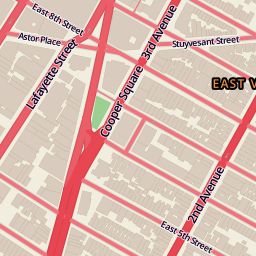 East 8th Street
Astor Place
Stuyvesant Street
Lafayette Street
Cooper Square
3rd Avenue
EAST V
2nd Avenue
East 5th Street